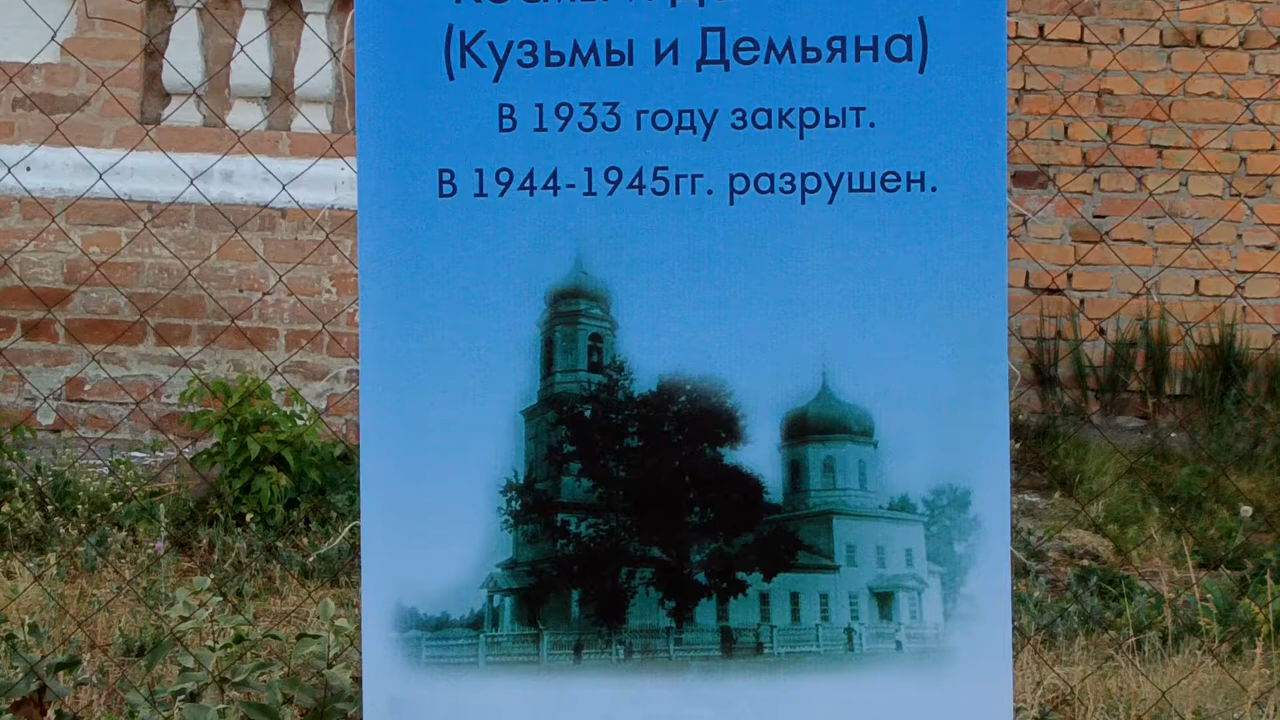 (Кузьмы и Демьяна)
В 1933 году закрыт.
В 1944-1945гг. разрушен.